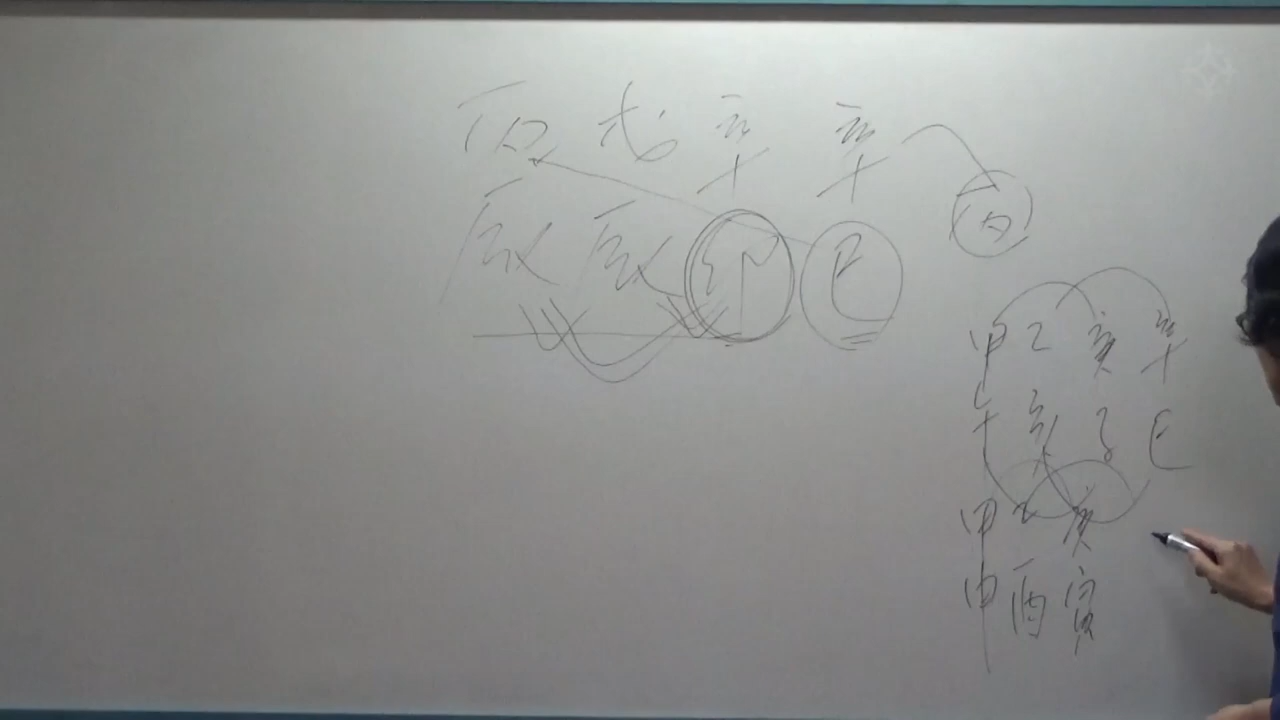 丙 戊 辛 辛
丙
辰 辰 卯 巳
甲 乙 庚 辛
午 亥 子 巳
甲 乙 庚
申 酉 寅